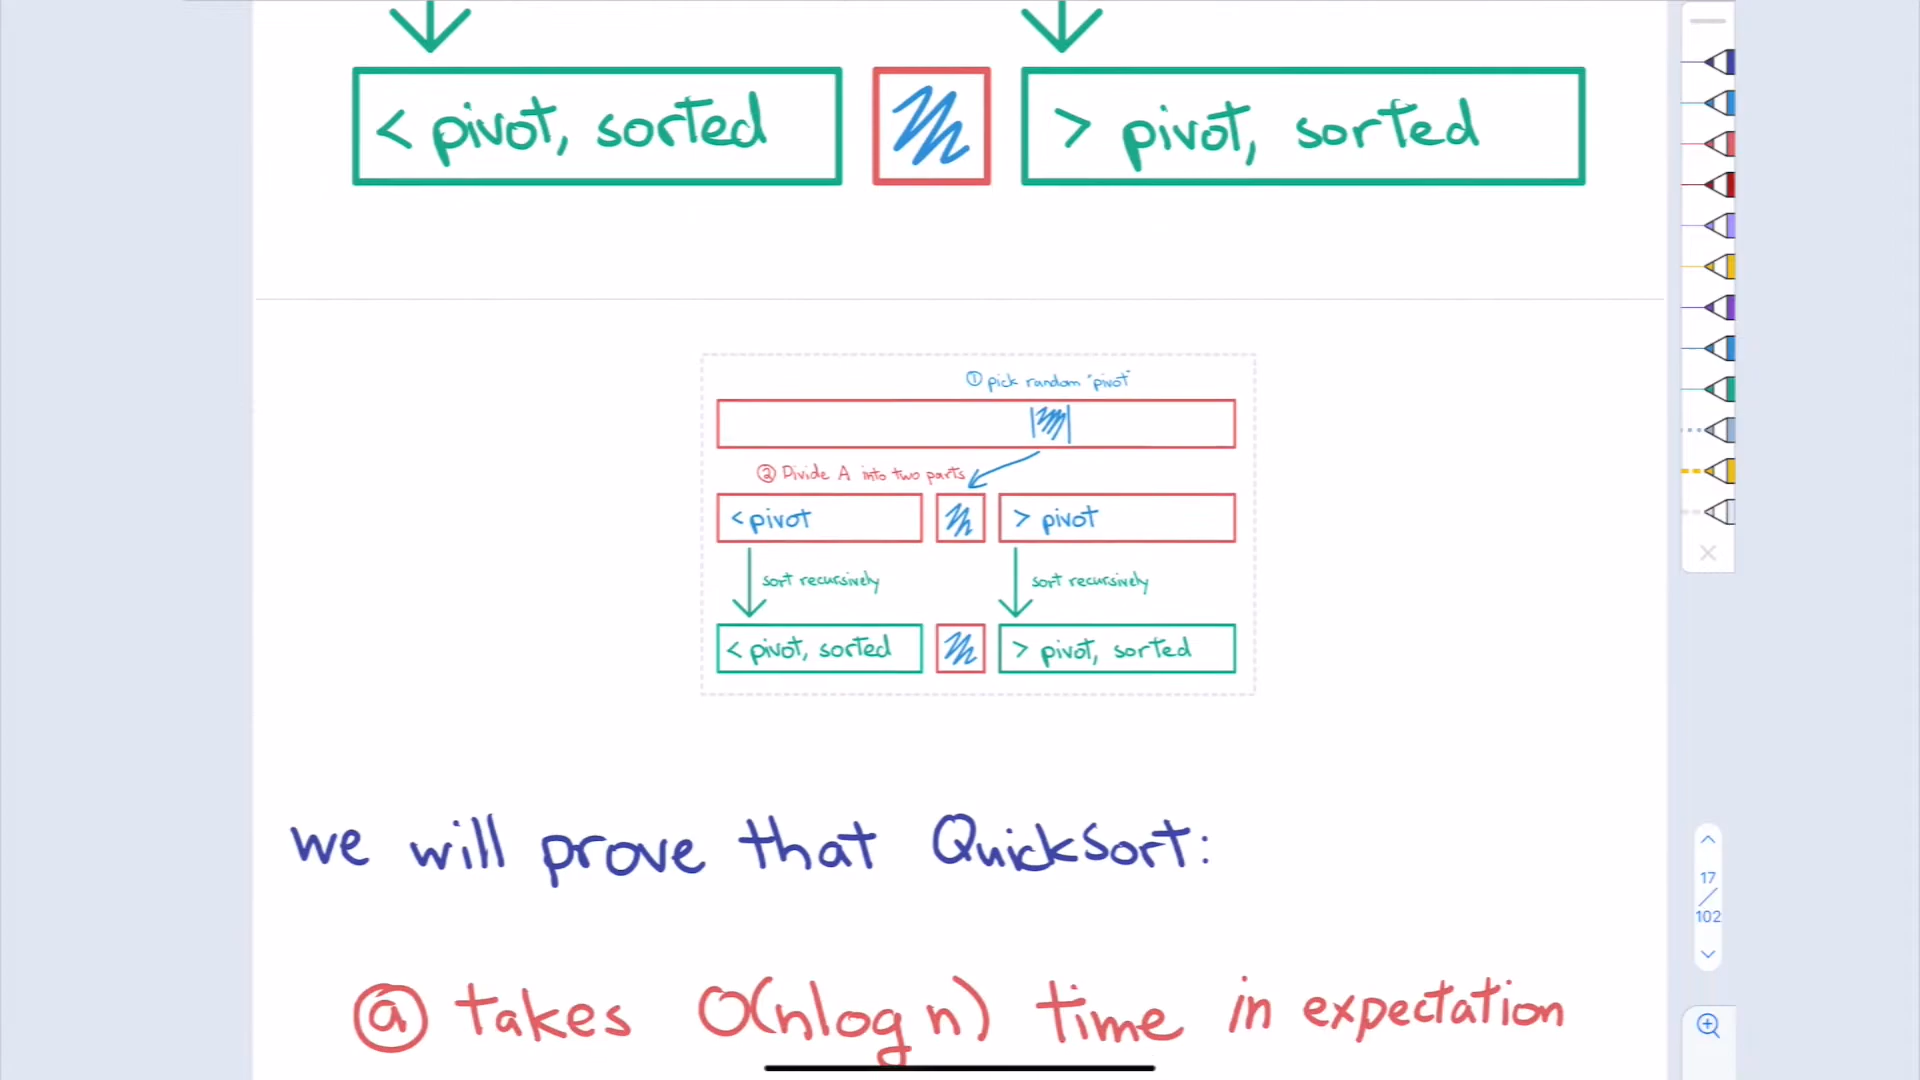 < pivot, sorted > pivot, sorted
① pick random "pivot"
② Divide A into two parts
< pivot > pivot
sort recursively sort recursively
< pivot, sorted > pivot, sorted
we will prove that QuickSort:
ⓐ takes O(n log n) time in expectation
17
/
102